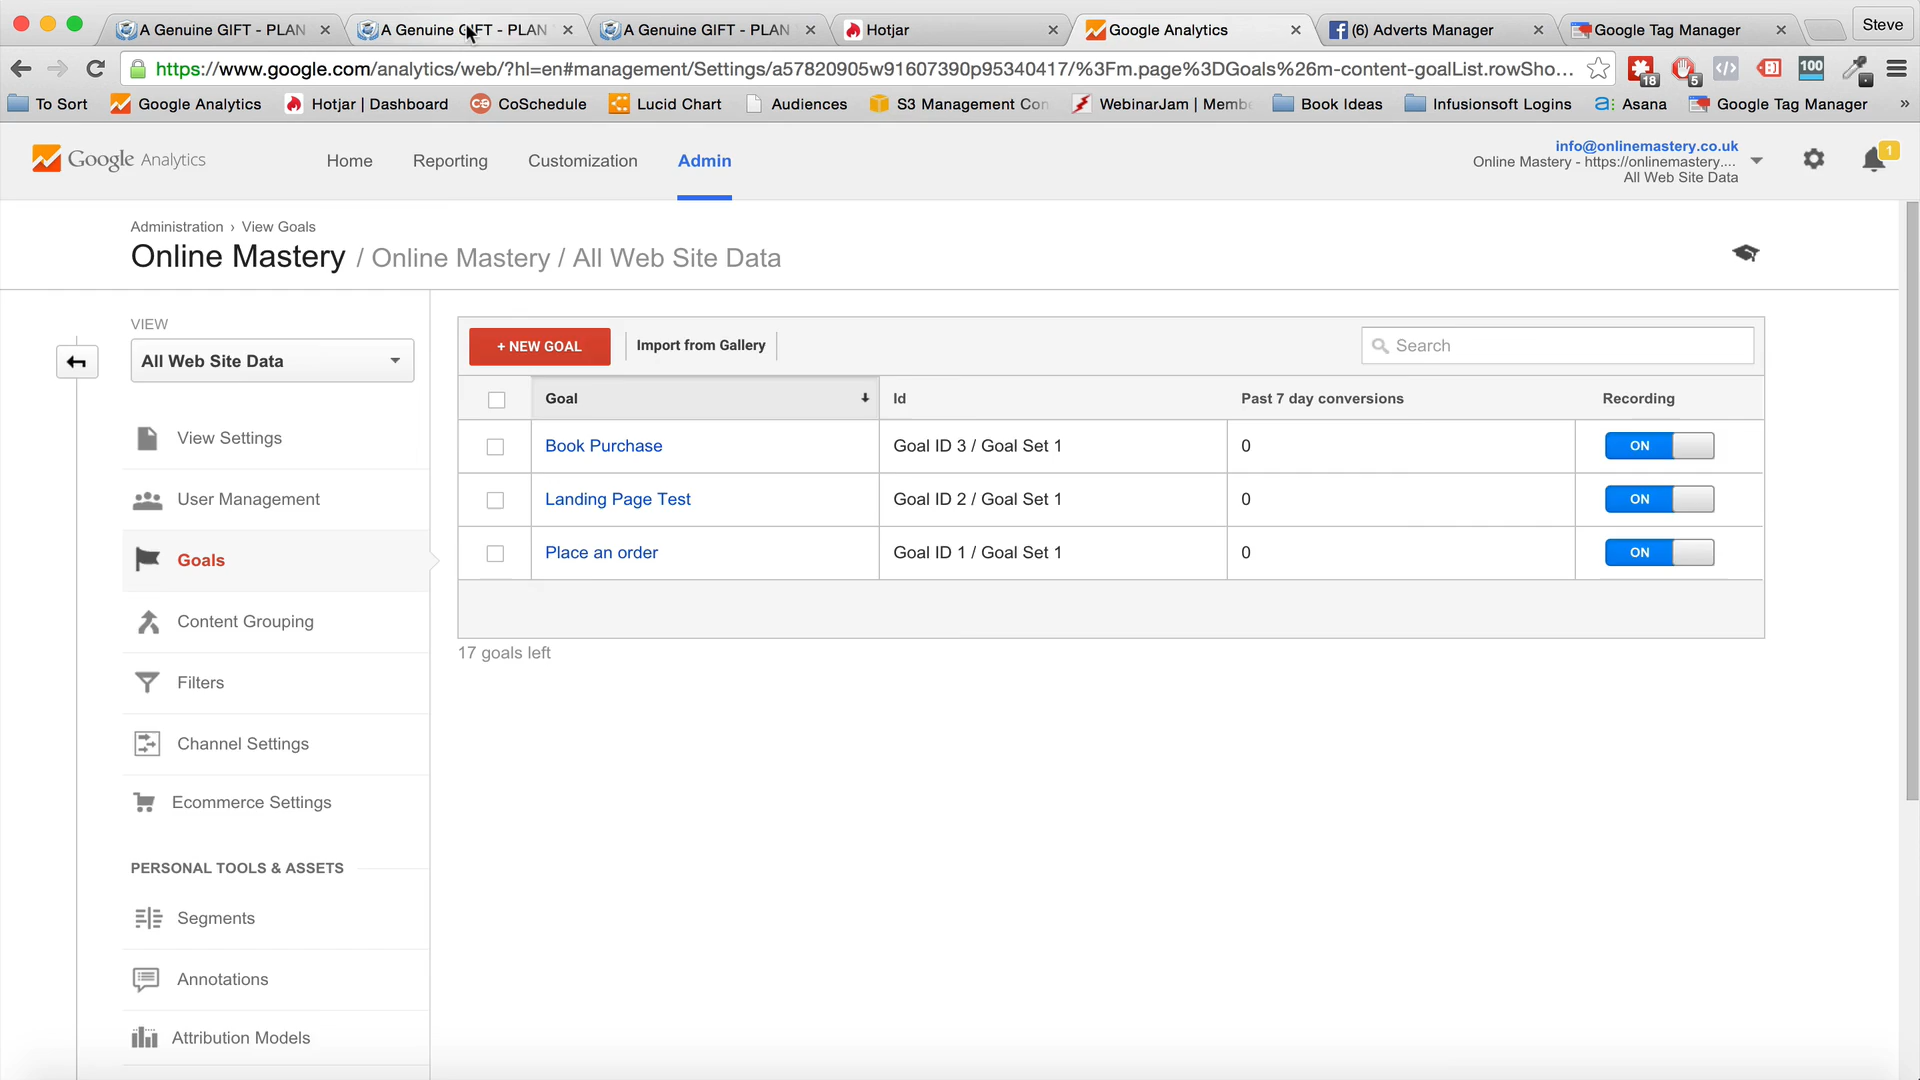 A Genuine GIFT - PLAN
A Genuine GIFT - PLAN
A Genuine GIFT - PLAN
Hotjar
Google Analytics
(6) Adverts Manager
Google Tag Manager
Steve
https://www.google.com/analytics/web/?hl=en#management/Settings/a57820905w91607390p95340417/%3Fm.page%3DGoals%26m-content-goalList.rowSho...
18
5
100
To Sort
Google Analytics
Hotjar | Dashboard
CoSchedule
Lucid Chart
Audiences
S3 Management Con
WebinarJam | Membe
Book Ideas
Infusionsoft Logins
Asana
Google Tag Manager
»
Google Analytics
Home
Reporting
Customization
Admin
info@onlinemastery.co.uk
Online Mastery - https://onlinemastery....
All Web Site Data
1
Administration › View Goals
Online Mastery / Online Mastery / All Web Site Data
VIEW
All Web Site Data
View Settings
User Management
Goals
Content Grouping
Filters
Channel Settings
Ecommerce Settings
PERSONAL TOOLS & ASSETS
Segments
Annotations
Attribution Models
+ NEW GOAL
Import from Gallery
Search
Goal Id Past 7 day conversions Recording
Book Purchase Goal ID 3 / Goal Set 1 0 ON
Landing Page Test Goal ID 2 / Goal Set 1 0 ON
Place an order Goal ID 1 / Goal Set 1 0 ON
17 goals left